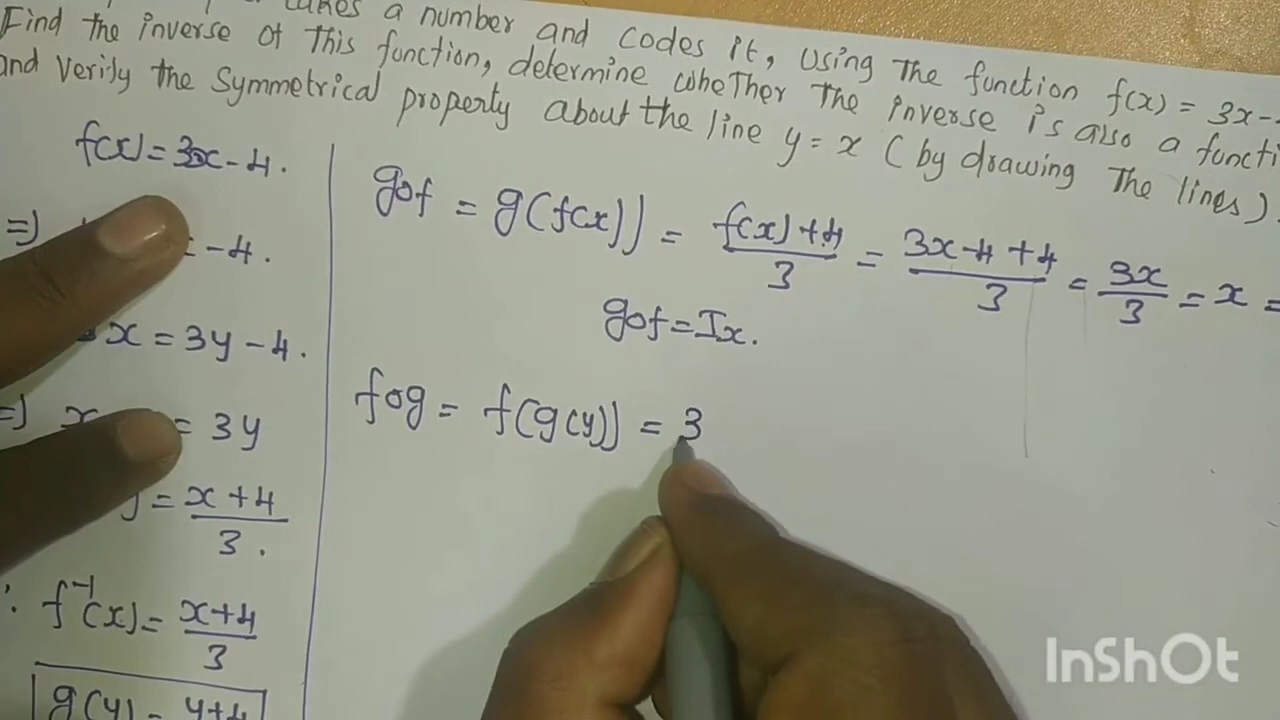 takes a number and codes it, Using The function f(x) = 3x-
Find the inverse of This function, determine wheTher The inverse is also a functi
and Verify the Symmetrical property about the line y = x (by drawing The lines).
f(x) = 3x - 4.
=) = - 4.
3x = 3y - 4.
=) x = 3y
y = x + 4 / 3.
∴ f⁻¹(x) = x+4 / 3
g(y) = y+4
gof = g(f(x)) = f(x) + 4 / 3 = 3x - 4 + 4 / 3 = 3x / 3 = x =
gof = Ix.
fog = f(g(y)) = 3
InShOt